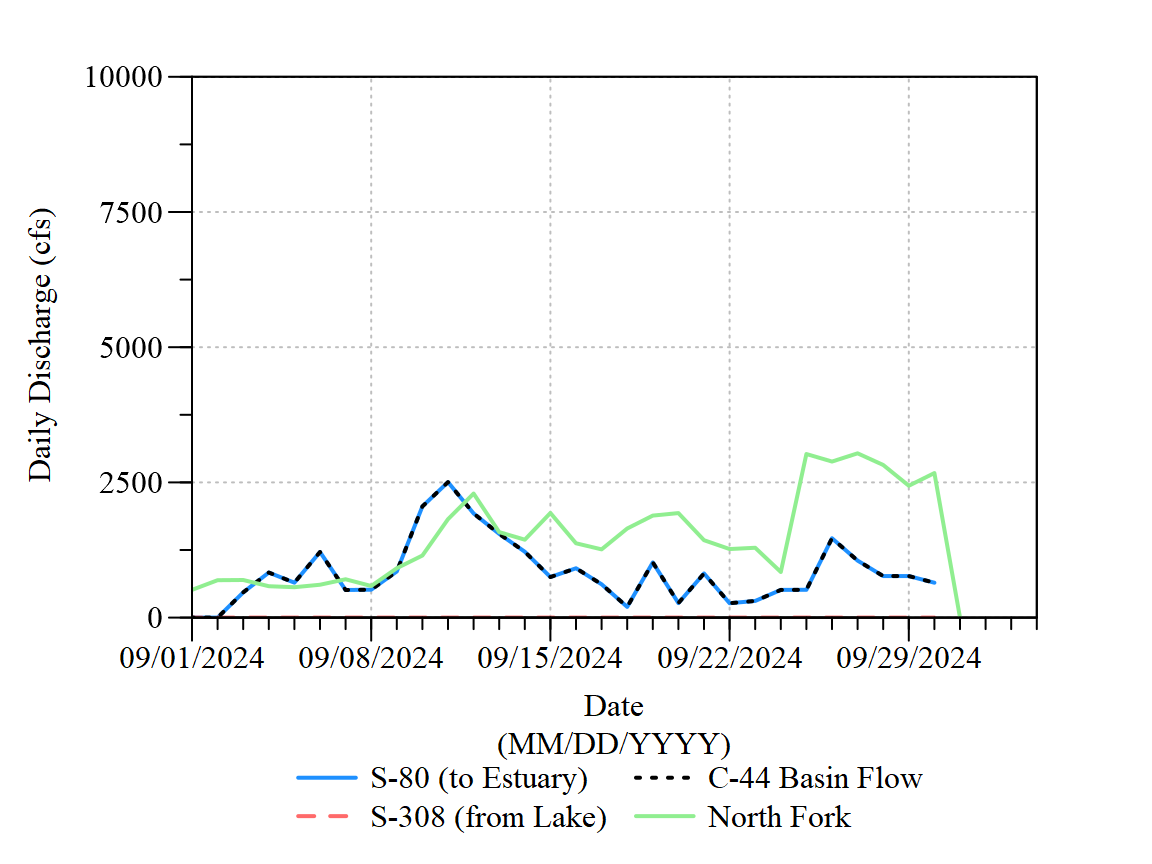 10000
7500
5000
2500
0
Daily Discharge (cfs)
09/01/2024 09/08/2024 09/15/2024 09/22/2024 09/29/2024
Date
(MM/DD/YYYY)
S-80 (to Estuary) C-44 Basin Flow
S-308 (from Lake) North Fork